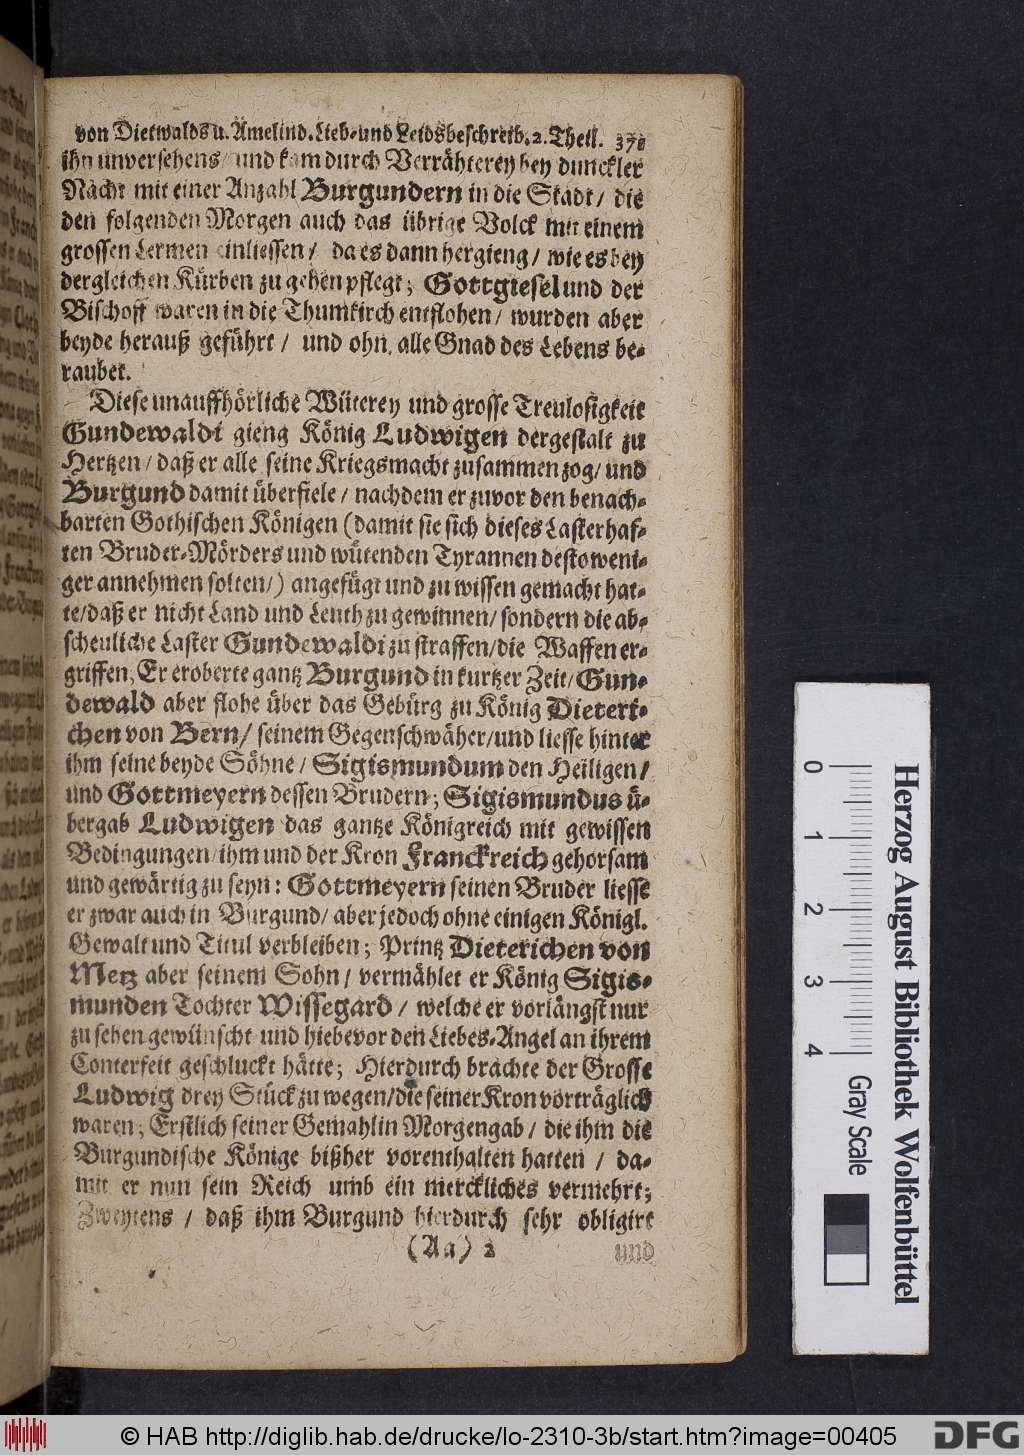 von Dietwalds u. Amelind. Lieb- und Leidsbeschreib. 2. Theil. 371
ihn unversehens / und kam durch Verrähterey bey dunckler
Nacht mit einer Anzahl Burgundern in die Stadt / die
den folgenden Morgen auch das übrige Volck mit einem
grossen Lermen einliessen / da es dann hergieng / wie es bey
dergleichen Kürben zu gehen pflegt; Gottgiesel und der
Bischoff waren in die Thumkirch entflohen / wurden aber
beyde herauß geführt / und ohn alle Gnad des Lebens be-
raubet.
Diese unauffhörliche Wüterey und grosse Treulosigkeit
Gundewaldi gieng König Ludwigen dergestalt zu
Hertzen / daß er alle seine Kriegsmacht zusammen zog / und
Burgund damit überfiele / nachdem er zuvor den benach-
barten Gothischen Königen (damit sie sich dieses Lasterhaf-
ten Bruder-Mörders und wütenden Tyrannen desto weni-
ger annehmen solten /) angefügt und zu wissen gemacht hat-
te / daß er nicht Land und Leuth zu gewinnen / sondern die ab-
scheuliche Laster Gundewaldi zu straffen / die Waffen er-
griffen; Er eroberte gantz Burgund in kurtzer Zeit / Gun-
dewald aber flohe über das Gebürg zu König Dieteri-
chen von Bern / seinem Gegenschwäher / und liesse hinter
ihm seine beyde Söhne / Sigismundum den Heiligen /
und Gottmeyern dessen Brudern; Sigismundus ü-
bergab Ludwigen das gantze Königreich mit gewissen
Bedingungen / ihm und der Kron Franckreich gehorsam
und gewärtig zu seyn: Gottmeyern seinen Bruder liesse
er zwar auch in Burgund / aber jedoch ohne einigen Königl.
Gewalt und Titul verbleiben; Printz Dieterichen von
Metz aber seinem Sohn / vermählet er König Sigis-
munden Tochter Wissegard / welche er vorlängst nur
zu sehen gewünscht und hiebevor den Liebes-Angel an ihrem
Conterfeit geschluckt hätte; Hierdurch brachte der Grosse
Ludwig drey Stück zu wegen / die seiner Kron vorträglich
waren; Erstlich seiner Gemahlin Morgengab / die ihm die
Burgundische Könige bißher vorenthalten hatten / da-
mit er nun sein Reich umb ein merckliches vermehrt;
Zweytens / daß ihm Burgund hierdurch sehr obligirt
(Aa) 2 und
0 1 2 3 4 Gray Scale
Herzog August Bibliothek Wolfenbüttel
© HAB http://diglib.hab.de/drucke/lo-2310-3b/start.htm?image=00405
DFG